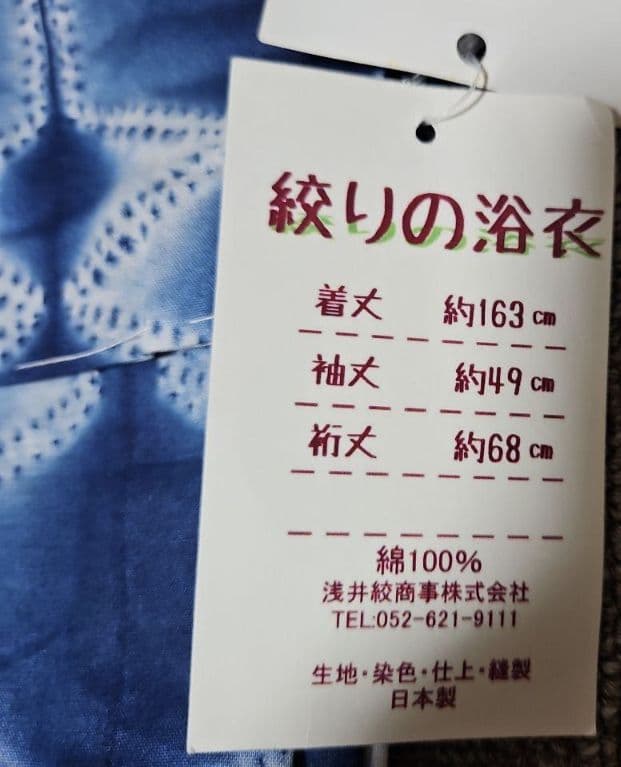 絞りの浴衣
着丈 約163cm
袖丈 約49cm
裄丈 約68cm
綿100%
浅井絞商事株式会社
TEL:052-621-9111
生地・染色・仕上・縫製
日本製